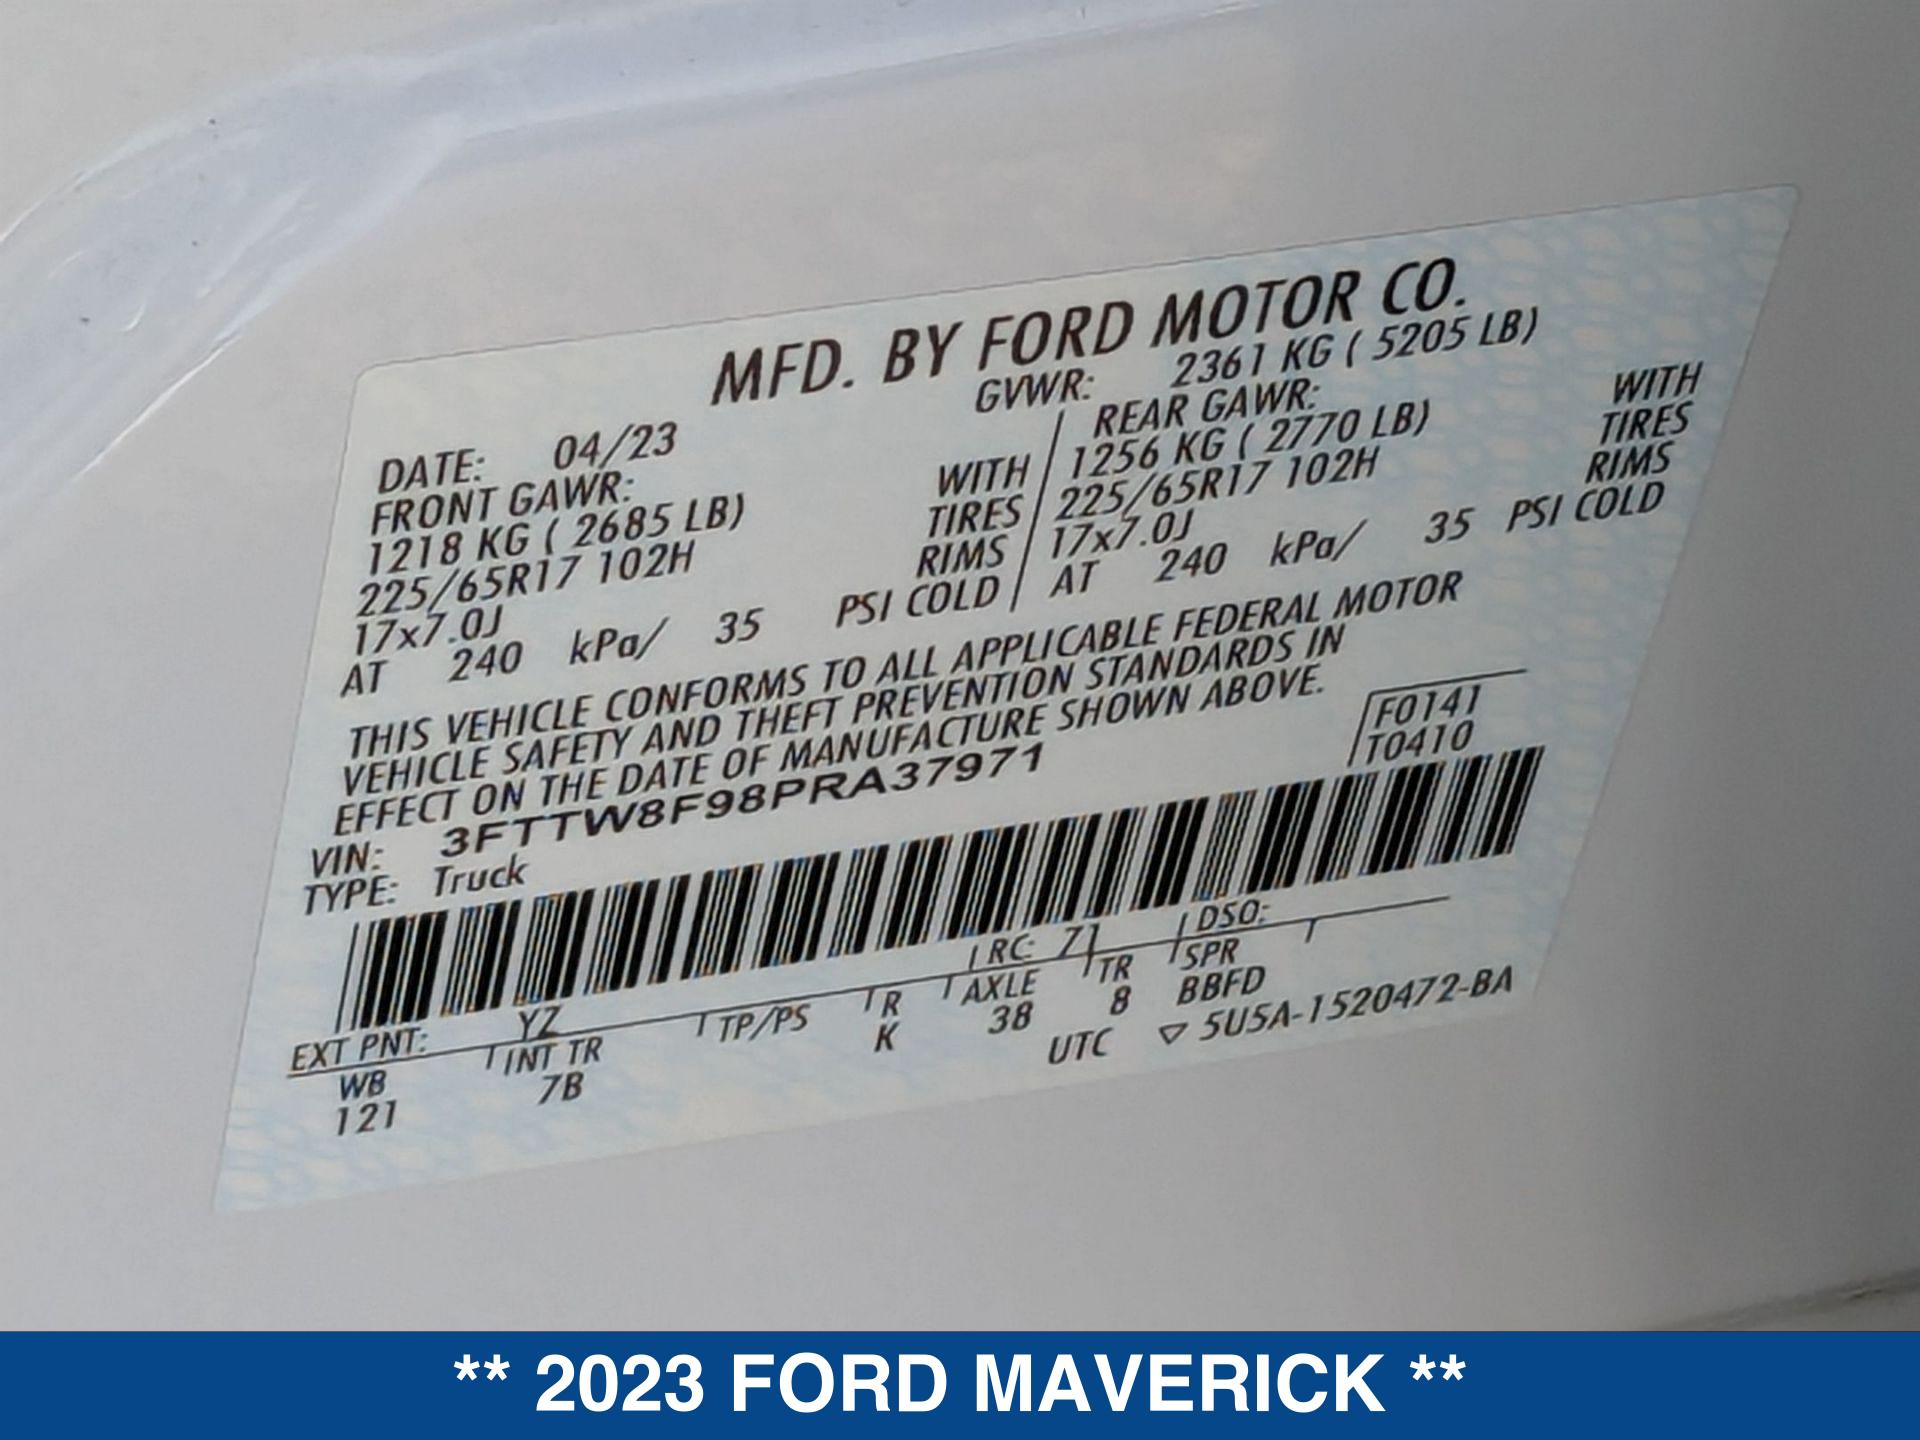 MFD. BY FORD MOTOR CO.
DATE: 04/23 GVWR: 2361 KG ( 5205 LB)
FRONT GAWR: REAR GAWR:
1218 KG ( 2685 LB) WITH 1256 KG ( 2770 LB) WITH
225/65R17 102H TIRES 225/65R17 102H TIRES
17x7.0J RIMS 17x7.0J RIMS
AT 240 kPa/ 35 PSI COLD AT 240 kPa/ 35 PSI COLD
THIS VEHICLE CONFORMS TO ALL APPLICABLE FEDERAL MOTOR
VEHICLE SAFETY AND THEFT PREVENTION STANDARDS IN
EFFECT ON THE DATE OF MANUFACTURE SHOWN ABOVE.
VIN: 3FTTW8F98PRA37971 F0141
TYPE: Truck T0410
EXT PNT: YZ RC: 71 DSO:
WB INT TR TP/PS R AXLE TR SPR
121 7B K 38 8 BBFD
UTC ▽ 5U5A-1520472-BA
** 2023 FORD MAVERICK **